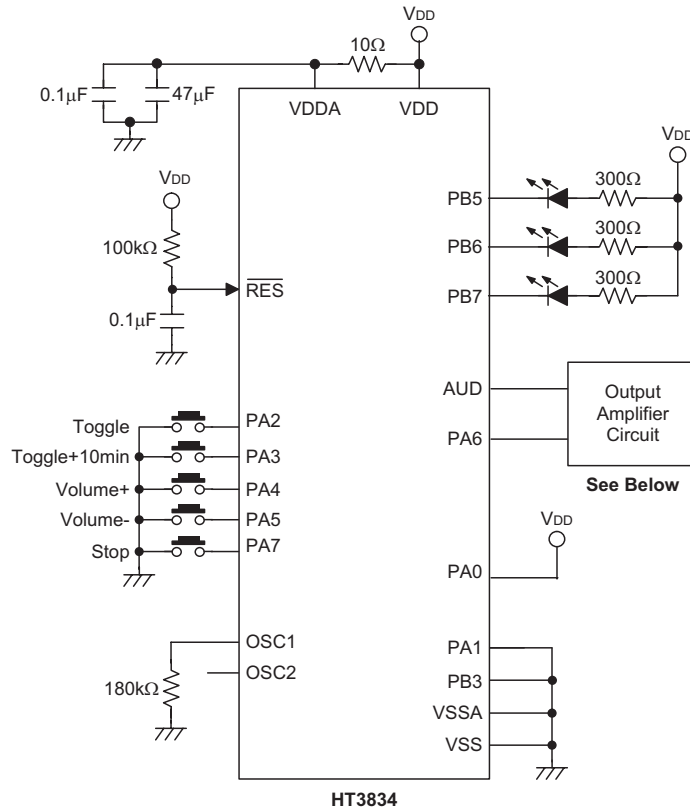 VDD
10Ω
0.1μF
47μF
VDDA
VDD
VDD
VDD
PB5
300Ω
PB6
300Ω
PB7
300Ω
100kΩ
RES
0.1μF
AUD
PA6
Output
Amplifier
Circuit
See Below
Toggle
PA2
Toggle+10min
PA3
Volume+
PA4
Volume-
PA5
Stop
PA7
VDD
PA0
OSC1
OSC2
180kΩ
PA1
PB3
VSSA
VSS
HT3834